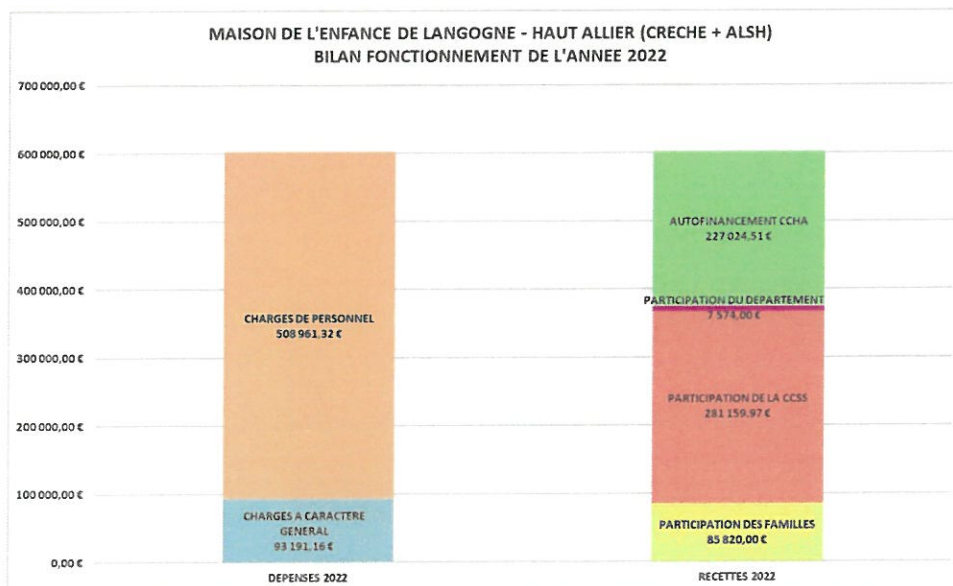 MAISON DE L'ENFANCE DE LANGOGNE - HAUT ALLIER (CRECHE + ALSH)
BILAN FONCTIONNEMENT DE L'ANNEE 2022
700 000,00 €
600 000,00 €
500 000,00 €
400 000,00 €
300 000,00 €
200 000,00 €
100 000,00 €
0,00 €
CHARGES DE PERSONNEL
508 961,32 €
CHARGES A CARACTERE
GENERAL
93 191,16 €
DEPENSES 2022
AUTOFINANCEMENT CCHA
227 024,51 €
PARTICIPATION DU DEPARTEMENT
7 574,00 €
PARTICIPATION DE LA CCSS
281 159,97 €
PARTICIPATION DES FAMILLES
85 820,00 €
RECETTES 2022